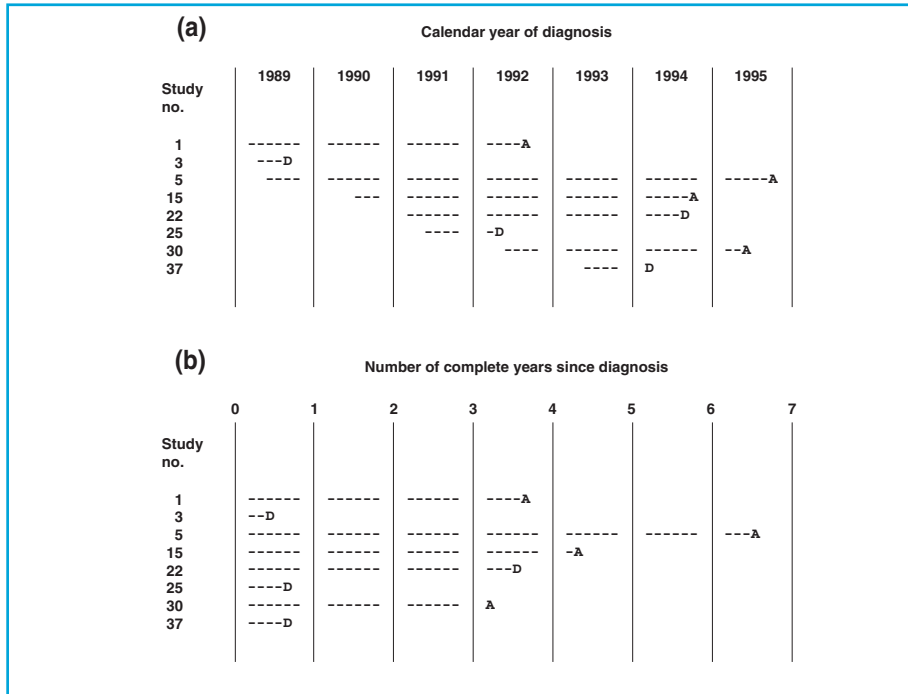 (a)
Calendar year of diagnosis
1989 1990 1991 1992 1993 1994 1995
Study
no.
1 ------ ------ ------ ----A
3 ---D
5 ---- ------ ------ ------ ------ ------ -----A
15 --- ------ ------ ------ -----A
22 ------ ------ ------ ----D
25 ---- -D
30 ---- ------ ------ --A
37 ---- D
(b)
Number of complete years since diagnosis
0 1 2 3 4 5 6 7
Study
no.
1 ------ ------ ------ ----A
3 --D
5 ------ ------ ------ ------ ------ ------ ---A
15 ------ ------ ------ ------ -A
22 ------ ------ ------ ---D
25 ----D
30 ------ ------ ------ A
37 ----D